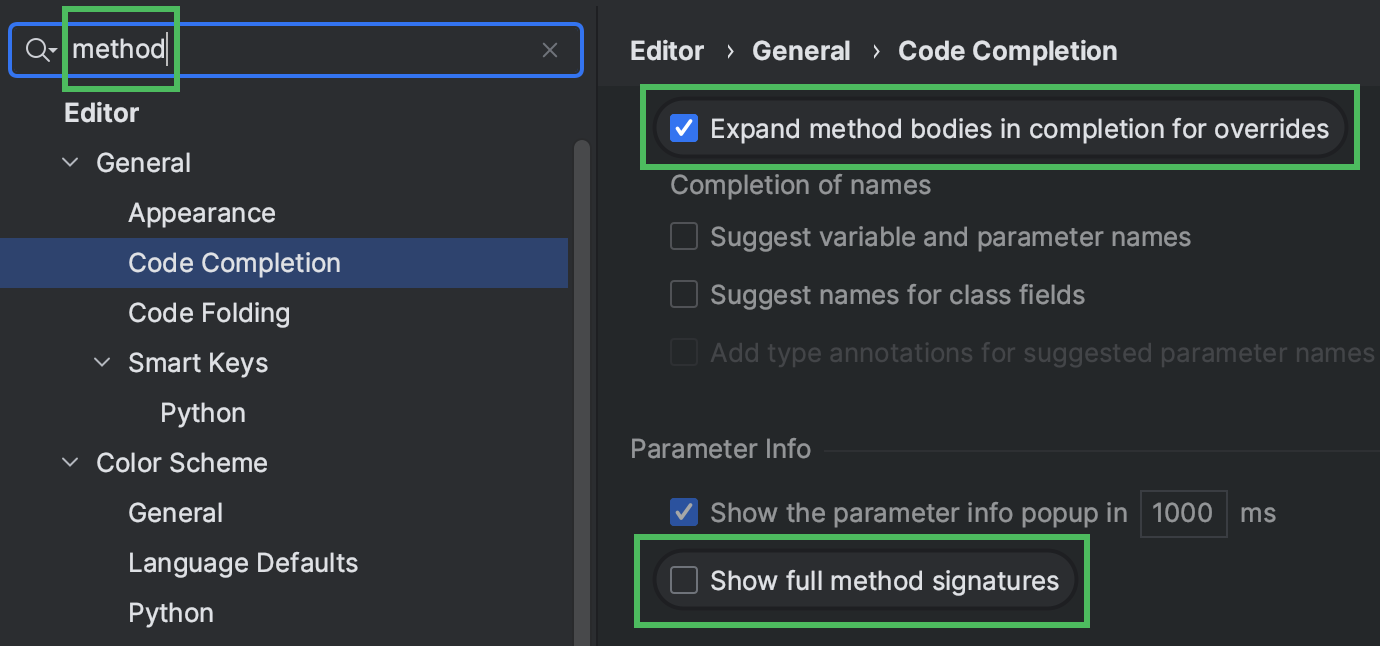 method
Editor
General
Appearance
Code Completion
Code Folding
Smart Keys
Python
Color Scheme
General
Language Defaults
Python
Editor › General › Code Completion
Expand method bodies in completion for overrides
Completion of names
Suggest variable and parameter names
Suggest names for class fields
Add type annotations for suggested parameter names
Parameter Info
Show the parameter info popup in 1000 ms
Show full method signatures